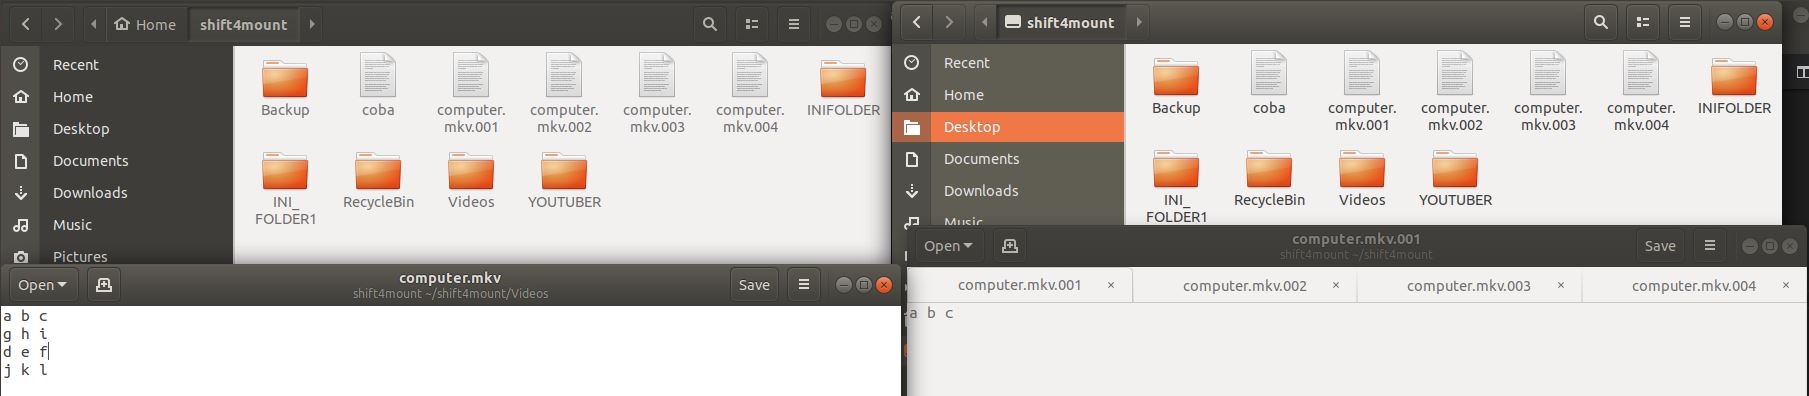 Home shift4mount
Recent
Home
Desktop
Documents
Downloads
Music
Pictures
Backup coba computer. computer. computer. computer. INIFOLDER
mkv.001 mkv.002 mkv.003 mkv.004
INI_ RecycleBin Videos YOUTUBER
FOLDER1
Open computer.mkv Save
shift4mount ~/shift4mount/Videos
a b c
g h i
d e f
j k l
shift4mount
Recent
Home
Desktop
Documents
Downloads
Music
Backup coba computer. computer. computer. computer. INIFOLDER
mkv.001 mkv.002 mkv.003 mkv.004
INI_ RecycleBin Videos YOUTUBER
FOLDER1
Open computer.mkv.001 Save
shift4mount ~/shift4mount
computer.mkv.001 computer.mkv.002 computer.mkv.003 computer.mkv.004
a b c